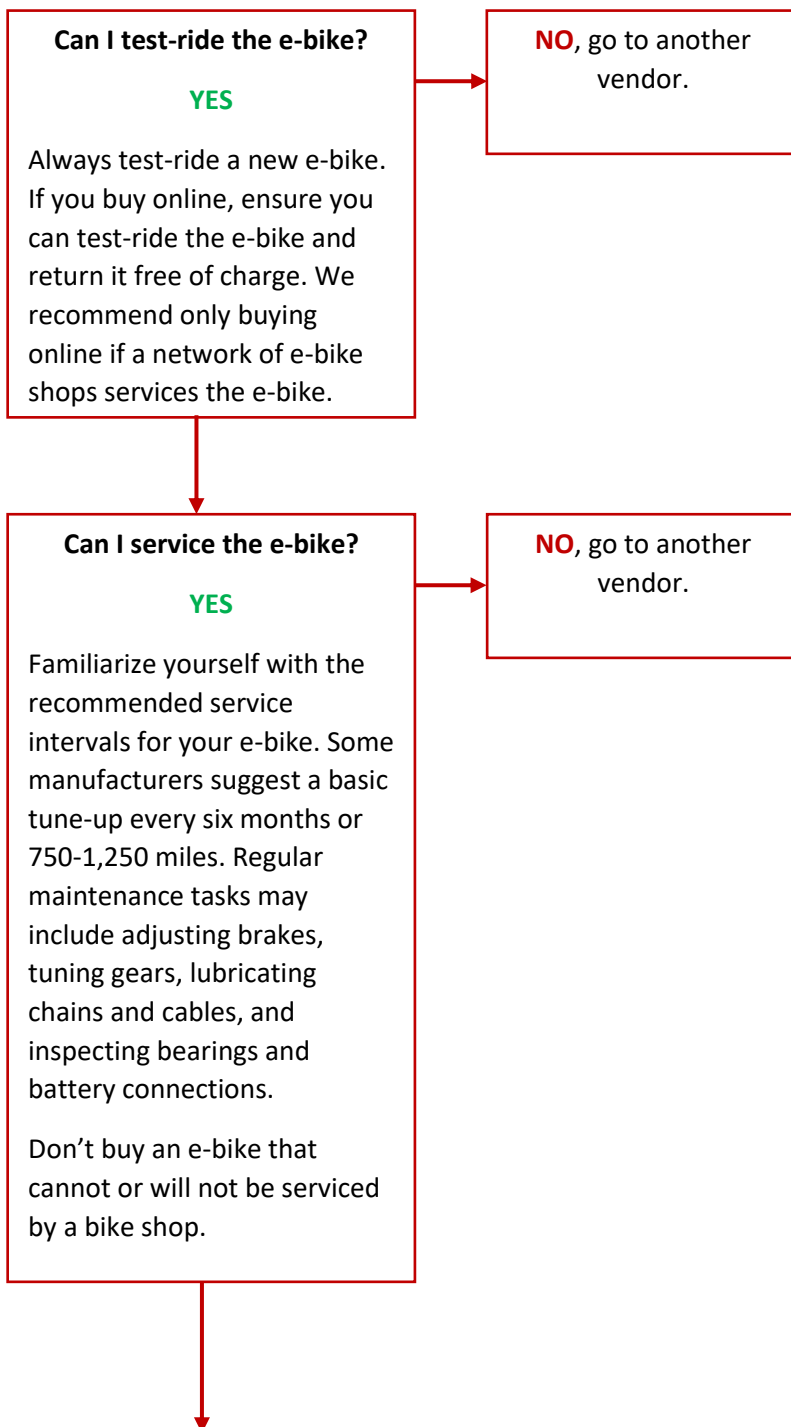 Can I test-ride the e-bike?
YES
Always test-ride a new e-bike.
If you buy online, ensure you
can test-ride the e-bike and
return it free of charge. We
recommend only buying
online if a network of e-bike
shops services the e-bike.
NO, go to another
vendor.
Can I service the e-bike?
YES
Familiarize yourself with the
recommended service
intervals for your e-bike. Some
manufacturers suggest a basic
tune-up every six months or
750-1,250 miles. Regular
maintenance tasks may
include adjusting brakes,
tuning gears, lubricating
chains and cables, and
inspecting bearings and
battery connections.
Don’t buy an e-bike that
cannot or will not be serviced
by a bike shop.
NO, go to another
vendor.